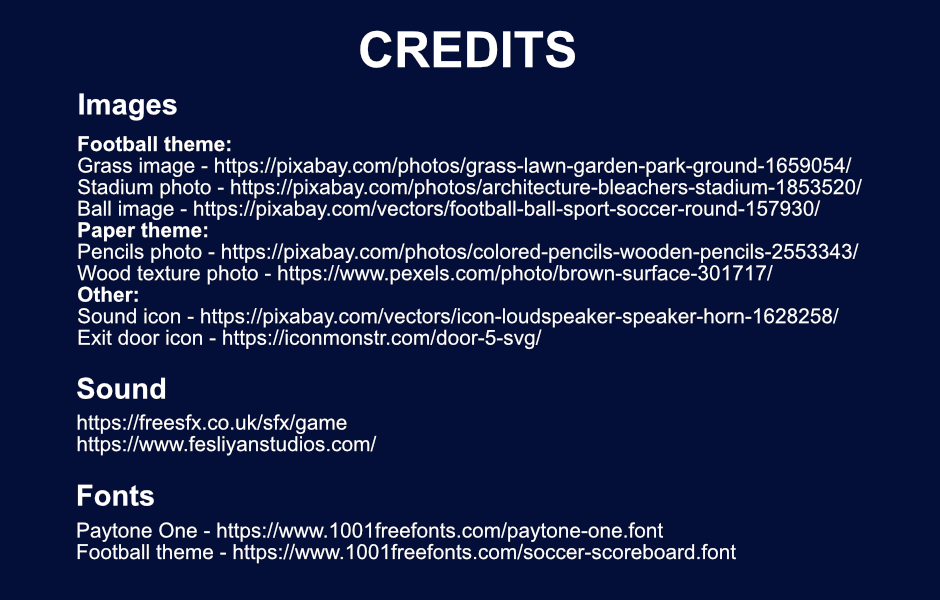 CREDITS
Images
Football theme:
Grass image - https://pixabay.com/photos/grass-lawn-garden-park-ground-1659054/
Stadium photo - https://pixabay.com/photos/architecture-bleachers-stadium-1853520/
Ball image - https://pixabay.com/vectors/football-ball-sport-soccer-round-157930/
Paper theme:
Pencils photo - https://pixabay.com/photos/colored-pencils-wooden-pencils-2553343/
Wood texture photo - https://www.pexels.com/photo/brown-surface-301717/
Other:
Sound icon - https://pixabay.com/vectors/icon-loudspeaker-speaker-horn-1628258/
Exit door icon - https://iconmonstr.com/door-5-svg/
Sound
https://freesfx.co.uk/sfx/game
https://www.fesliyanstudios.com/
Fonts
Paytone One - https://www.1001freefonts.com/paytone-one.font
Football theme - https://www.1001freefonts.com/soccer-scoreboard.font